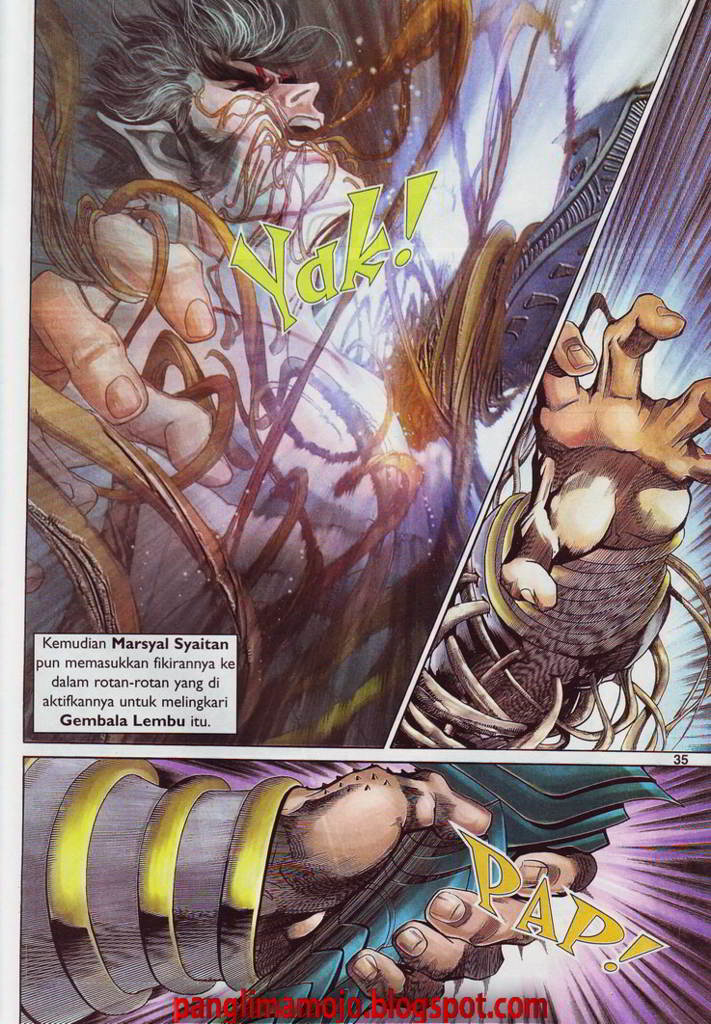 Yak!
Kemudian Marsyal Syaitan
pun memasukkan fikirannya ke
dalam rotan-rotan yang di
aktifkannya untuk melingkari
Gembala Lembu itu.
35
PAP!
panglimamojo.blogspot.com